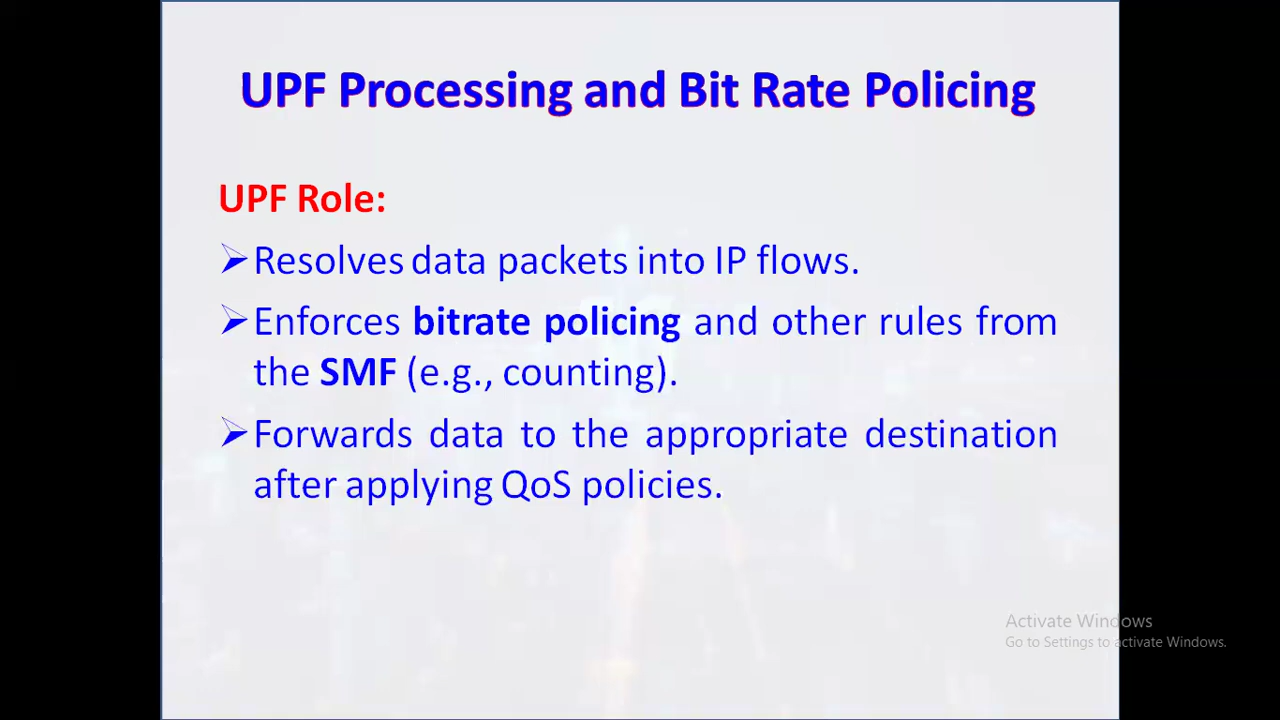 UPF Processing and Bit Rate Policing
UPF Role:
➢Resolves data packets into IP flows.
➢Enforces bitrate policing and other rules from
the SMF (e.g., counting).
➢Forwards data to the appropriate destination
after applying QoS policies.
Activate Windows
Go to Settings to activate Windows.